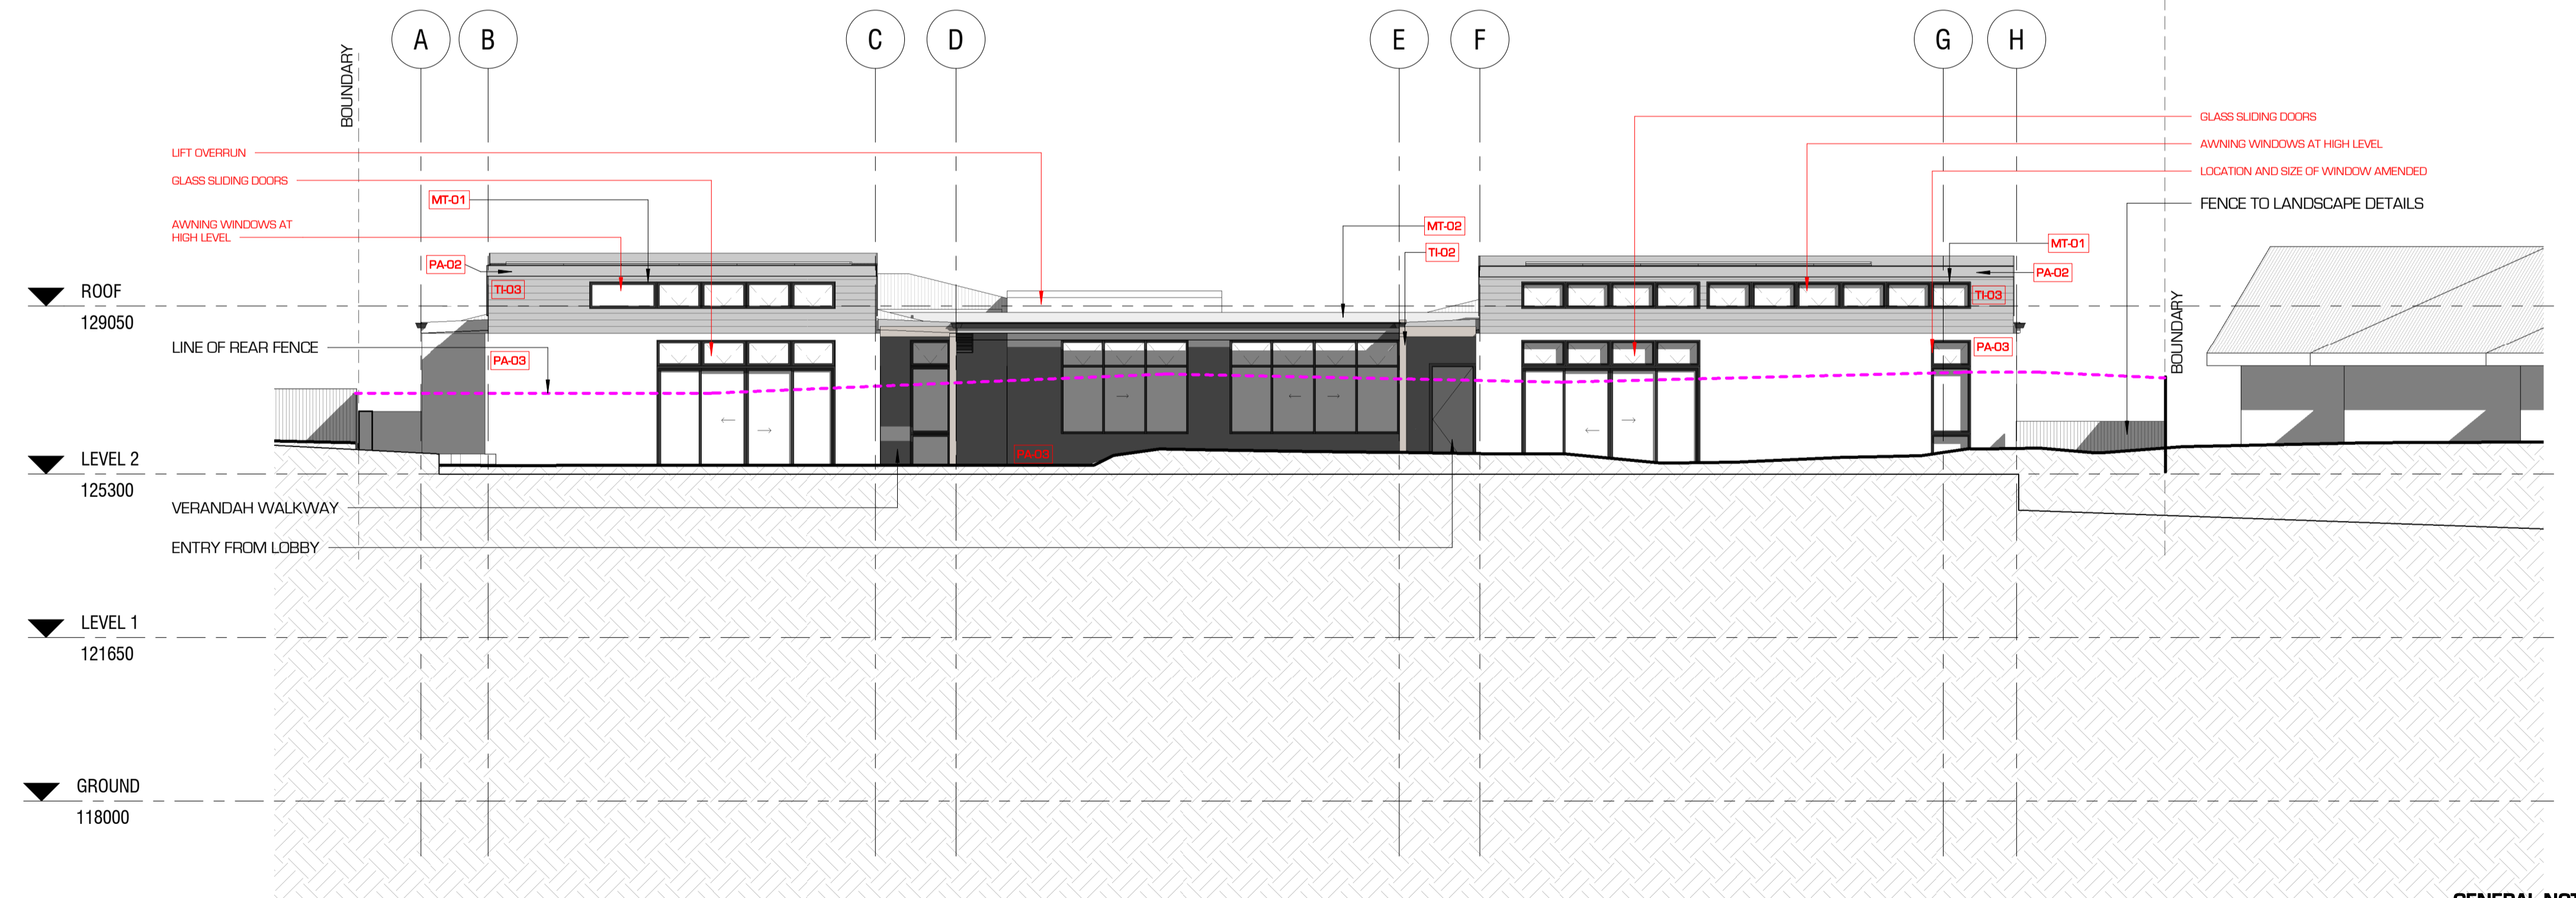 A
B
C
D
E
F
G
H
BOUNDARY
LIFT OVERRUN
GLASS SLIDING DOORS
MT-01
AWNING WINDOWS AT
HIGH LEVEL
PA-02
TI-03
ROOF
129050
LINE OF REAR FENCE
PA-03
PA-03
LEVEL 2
125300
VERANDAH WALKWAY
ENTRY FROM LOBBY
LEVEL 1
121650
GROUND
118000
MT-02
TI-02
GLASS SLIDING DOORS
AWNING WINDOWS AT HIGH LEVEL
LOCATION AND SIZE OF WINDOW AMENDED
FENCE TO LANDSCAPE DETAILS
MT-01
PA-02
TI-03
PA-03
BOUNDARY